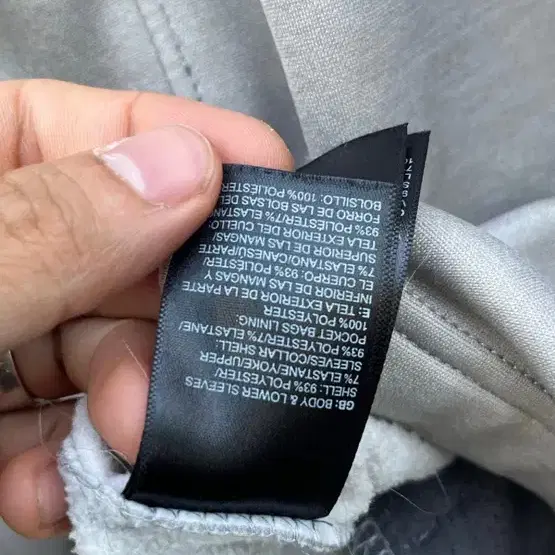 GB: BODY & LOWER SLEEVES
SHELL: 93% POLYESTER/
7% ELASTANE/YOKE/UPPER
SLEEVES/COLLAR SHELL:
93% POLYESTER/7% ELASTANE/
POCKET BAGS LINING:
100% POLYESTER
E: TELA EXTERIOR DE LA PARTE
INFERIOR DE LAS MANGAS Y
EL CUERPO: 93% POLIÉSTER/
7% ELASTANO/CANESÚ/PARTE
SUPERIOR DE LAS MANGAS/
TELA EXTERIOR DEL CUELLO:
93% POLIÉSTER/7% ELASTANO
FORRO DE LAS BOLSAS DEL
BOLSILLO: 100% POLIÉSTER